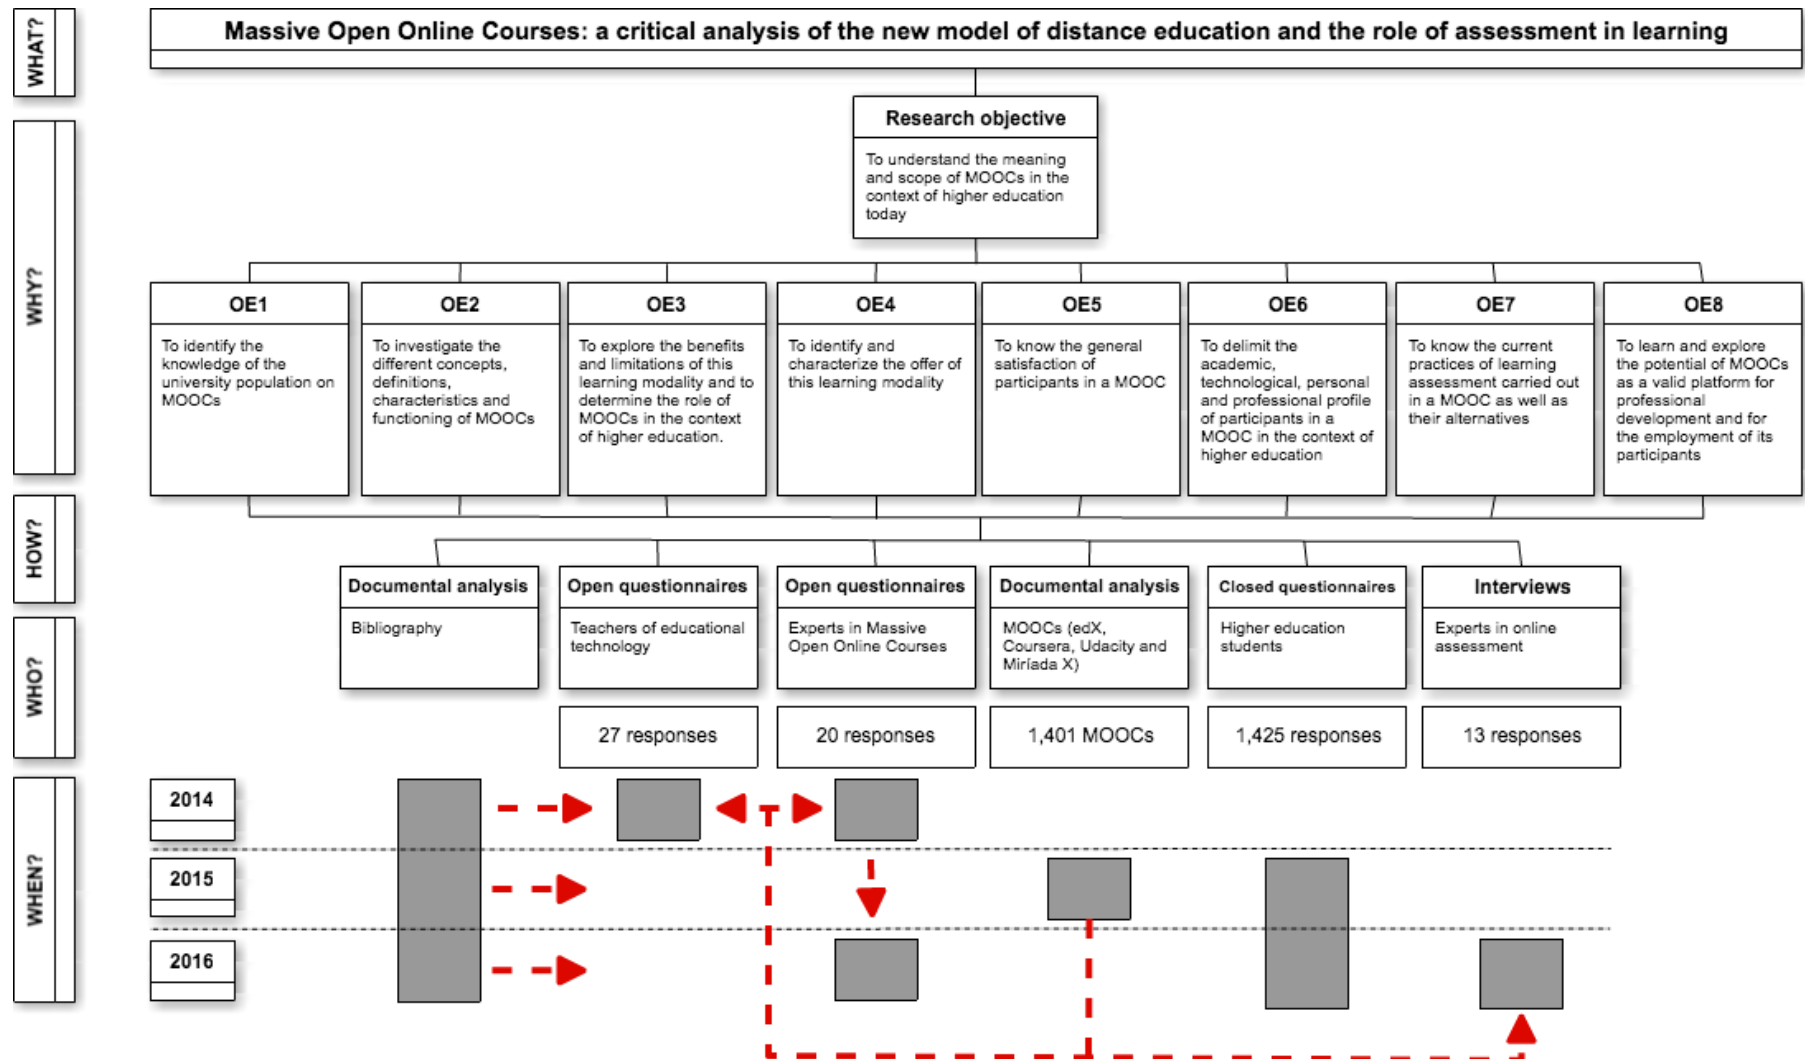 WHAT?
Massive Open Online Courses: a critical analysis of the new model of distance education and the role of assessment in learning
WHY?
Research objective
To understand the meaning
and scope of MOOCs in the
context of higher education
today
OE1
To identify the
knowledge of the
university population on
MOOCs
OE2
To investigate the
different concepts,
definitions,
characteristics and
functioning of MOOCs
OE3
To explore the benefits
and limitations of this
learning modality and to
determine the role of
MOOCs in the context
of higher education.
OE4
To identify and
characterize the offer of
this learning modality
OE5
To know the general
satisfaction of
participants in a MOOC
OE6
To delimit the
academic,
technological, personal
and professional profile
of participants in a
MOOC in the context of
higher education
OE7
To know the current
practices of learning
assessment carried out
in a MOOC as well as
their alternatives
OE8
To learn and explore
the potential of MOOCs
as a valid platform for
professional
development and for
the employment of its
participants
HOW?
WHO?
Documental analysis
Bibliography
Open questionnaires
Teachers of educational
technology
27 responses
Open questionnaires
Experts in Massive
Open Online Courses
20 responses
Documental analysis
MOOCs (edX,
Coursera, Udacity and
Miríada X)
1,401 MOOCs
Closed questionnaires
Higher education
students
1,425 responses
Interviews
Experts in online
assessment
13 responses
WHEN?
2014
2015
2016